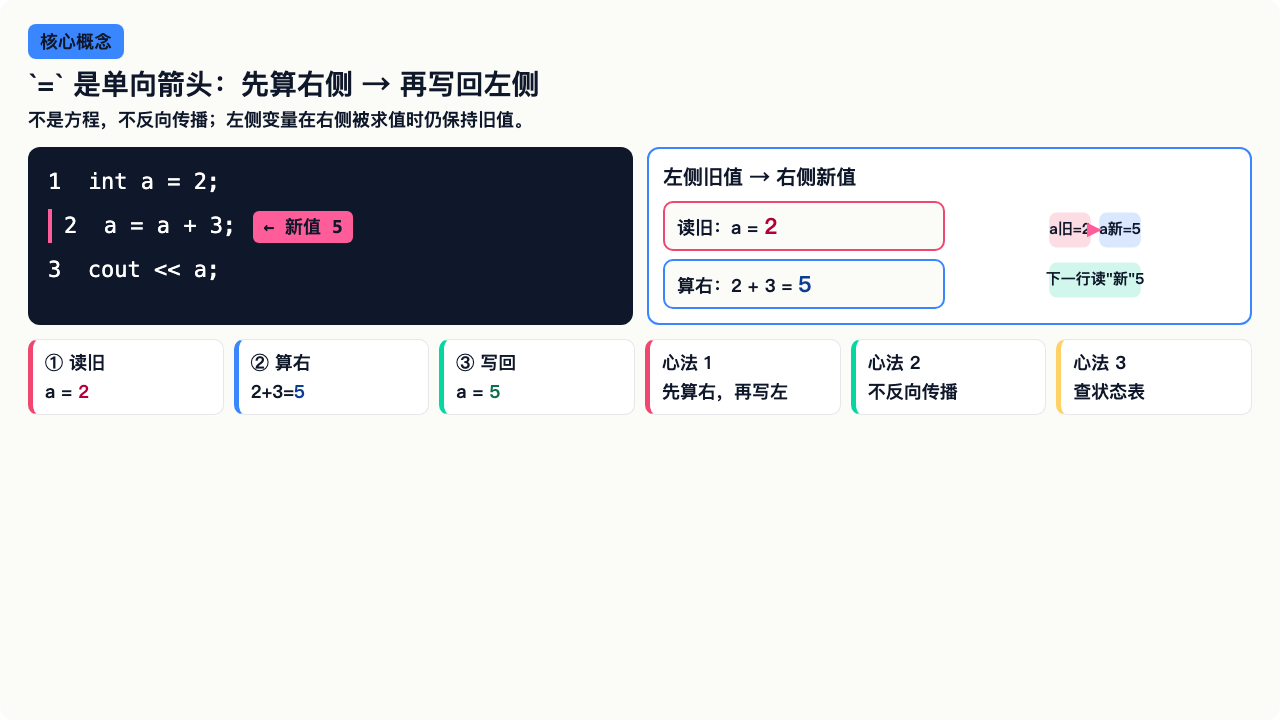 核心概念
`=` 是单向箭头：先算右侧 → 再写回左侧
不是方程，不反向传播；左侧变量在右侧被求值时仍保持旧值。
1 int a = 2;
2 a = a + 3; ← 新值 5
3 cout << a;
左侧旧值 → 右侧新值
读旧：a = 2
算右：2 + 3 = 5
a旧=2 a新=5
下一行读"新"5
① 读旧
a = 2
② 算右
2+3=5
③ 写回
a = 5
心法 1
先算右，再写左
心法 2
不反向传播
心法 3
查状态表